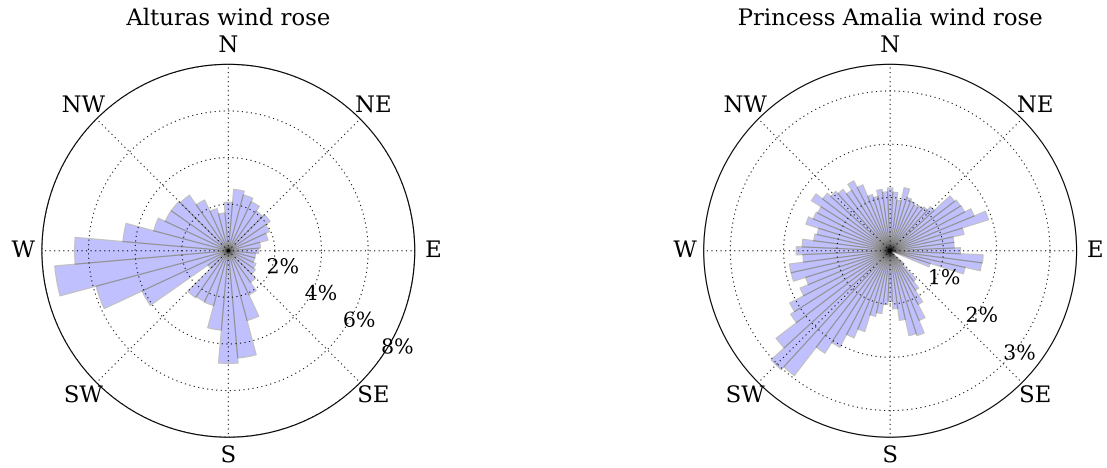 Alturas wind rose
N
NW
NE
W
E
2%
4%
6%
8%
SW
SE
S
Princess Amalia wind rose
N
NW
NE
W
E
1%
2%
3%
SW
SE
S